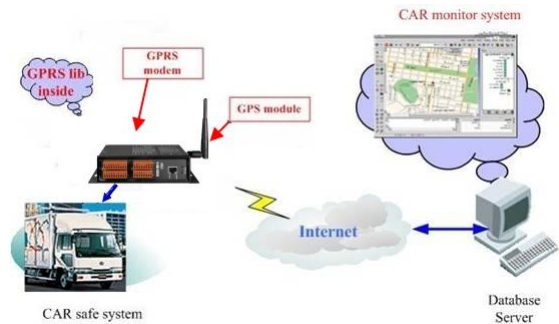 CAR monitor system
GPRS
modem
GPRS lib
inside
GPS module
Internet
CAR safe system
Database
Server